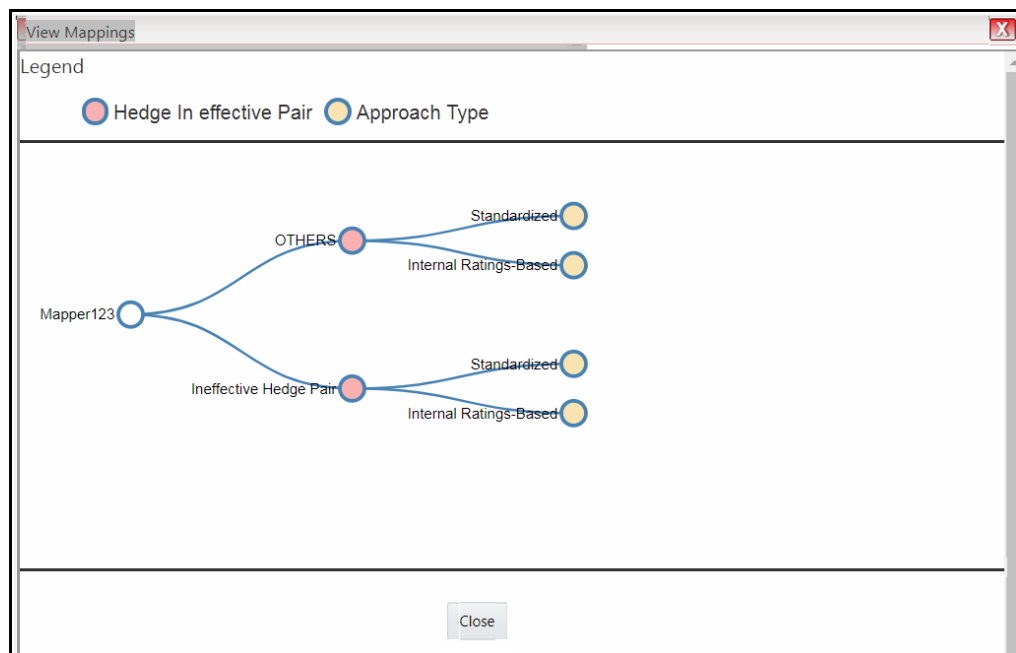 View Mappings
X
Legend
Hedge In effective Pair Approach Type
Standardized
OTHERS
Internal Ratings-Based
Mapper123
Standardized
Ineffective Hedge Pair
Internal Ratings-Based
Close